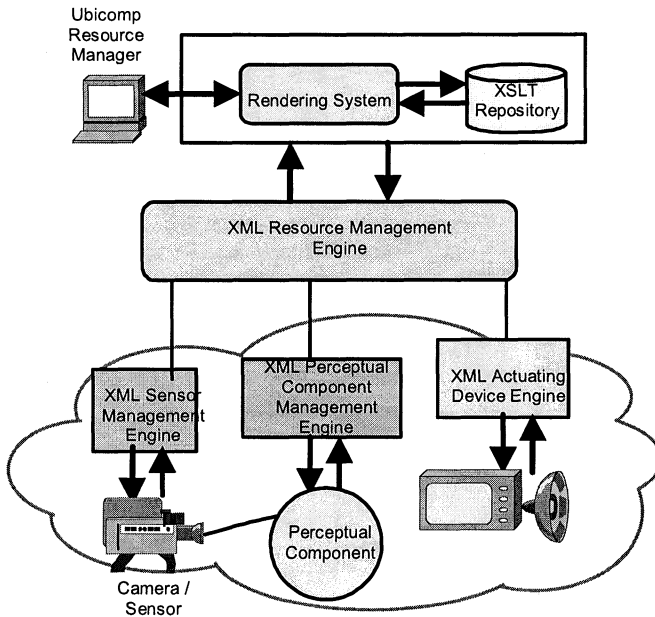 Ubicomp
Resource
Manager
Rendering System
XSLT
Repository
XML Resource Management
Engine
XML Sensor
Management
Engine
XML Perceptual
Component
Management
Engine
XML Actuating
Device Engine
Perceptual
Component
Camera /
Sensor